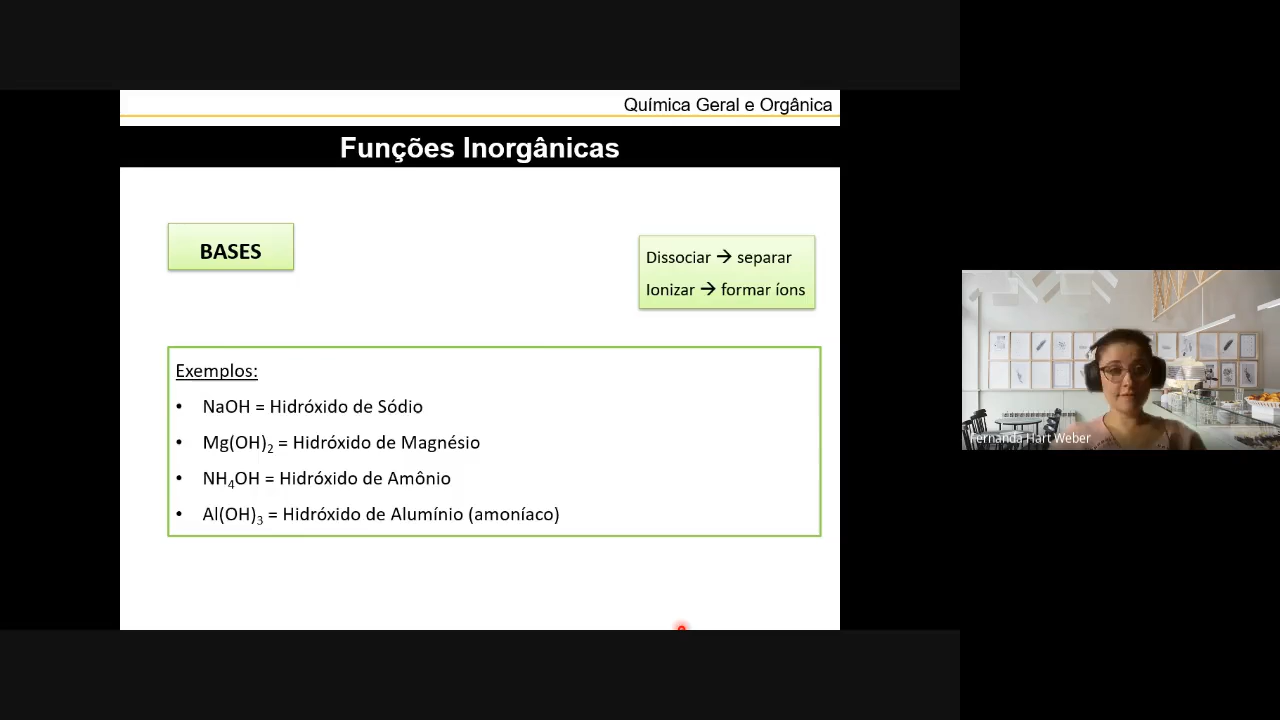 Química Geral e Orgânica
Funções Inorgânicas
BASES
Dissociar → separar
Ionizar → formar íons
Exemplos:
• NaOH = Hidróxido de Sódio
• Mg(OH)₂ = Hidróxido de Magnésio
• NH₄OH = Hidróxido de Amônio
• Al(OH)₃ = Hidróxido de Alumínio (amoníaco)
Fernanda Hart Weber